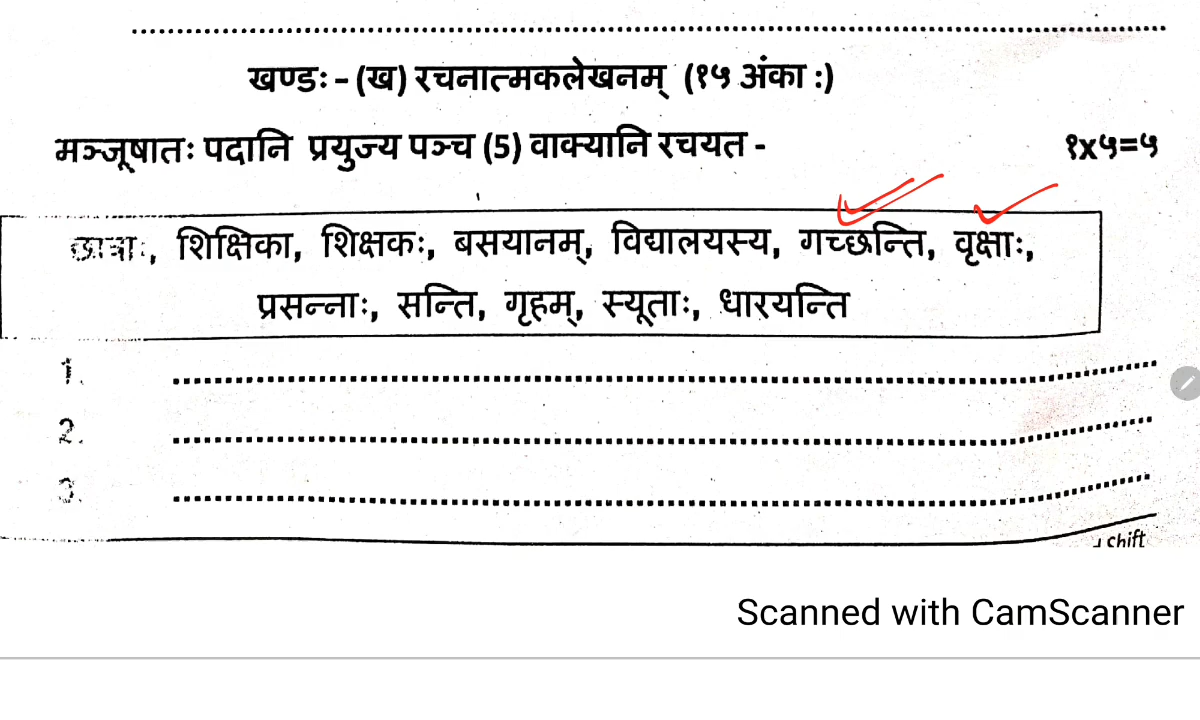 खण्डः - (ख) रचनात्मकलेखनम् (१५ अंका :)
मञ्जूषातः पदानि प्रयुज्य पञ्च (5) वाक्यानि रचयत - १x५=५
छात्राः, शिक्षिका, शिक्षकः, बसयानम्, विद्यालयस्य, गच्छन्ति, वृक्षाः,
प्रसन्नाः, सन्ति, गृहम्, स्यूताः, धारयन्ति
1.
2.
3.
chift
Scanned with CamScanner